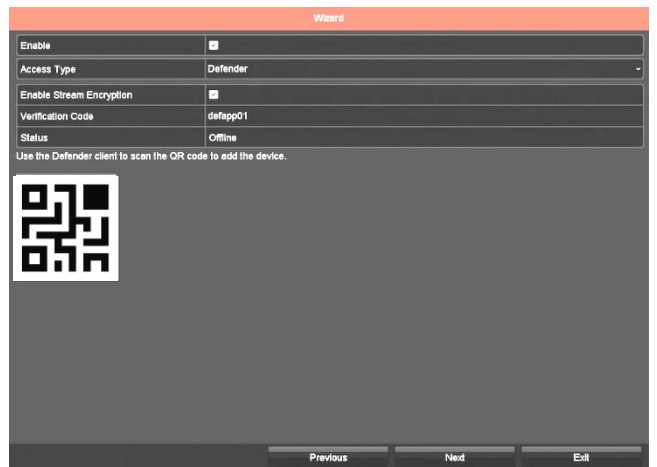 Wizard
Enable
Access Type Defender
Enable Stream Encryption
Verification Code defapp01
Status Offline
Use the Defender client to scan the QR code to add the device.
Previous Next Exit